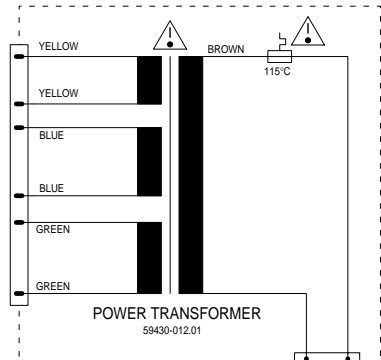 YELLOW
BROWN
115°C
YELLOW
BLUE
BLUE
GREEN
GREEN
POWER TRANSFORMER
59430-012.01